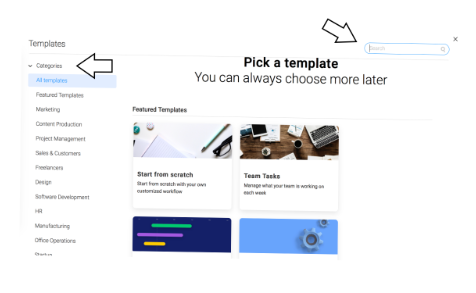 Templates
Search
Categories
All templates
Featured Templates
Marketing
Content Production
Project Management
Sales & Customers
Freelancers
Design
Software Development
HR
Manufacturing
Office Operations
Pick a template
You can always choose more later
Featured Templates
Start from scratch
Start from scratch with your own
customized workflow
Team Tasks
Manage what your team is working on
each week